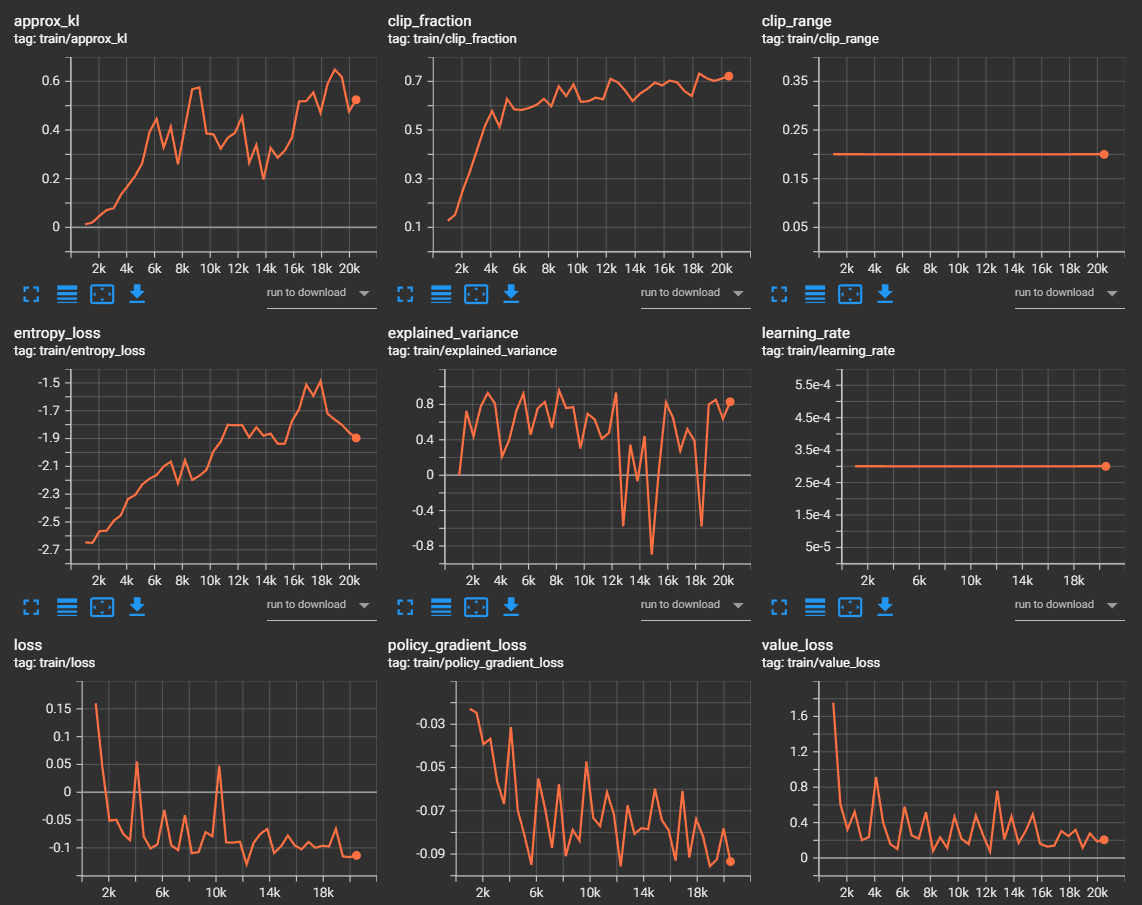 approx_kl
tag: train/approx_kl
0.6
0.4
0.2
0
2k 4k 6k 8k 10k 12k 14k 16k 18k 20k
run to download
clip_fraction
tag: train/clip_fraction
0.7
0.5
0.3
0.1
2k 4k 6k 8k 10k 12k 14k 16k 18k 20k
run to download
clip_range
tag: train/clip_range
0.35
0.25
0.15
0.05
2k 4k 6k 8k 10k 12k 14k 16k 18k 20k
run to download
entropy_loss
tag: train/entropy_loss
-1.5
-1.7
-1.9
-2.1
-2.3
-2.5
-2.7
2k 4k 6k 8k 10k 12k 14k 16k 18k 20k
run to download
explained_variance
tag: train/explained_variance
0.8
0.4
0
-0.4
-0.8
2k 4k 6k 8k 10k 12k 14k 16k 18k 20k
run to download
learning_rate
tag: train/learning_rate
5.5e-4
4.5e-4
3.5e-4
2.5e-4
1.5e-4
5e-5
2k 6k 10k 14k 18k
run to download
loss
tag: train/loss
0.15
0.1
0.05
0
-0.05
-0.1
2k 6k 10k 14k 18k
policy_gradient_loss
tag: train/policy_gradient_loss
-0.03
-0.05
-0.07
-0.09
2k 6k 10k 14k 18k
value_loss
tag: train/value_loss
1.6
1.2
0.8
0.4
0
2k 4k 6k 8k 10k 12k 14k 16k 18k 20k